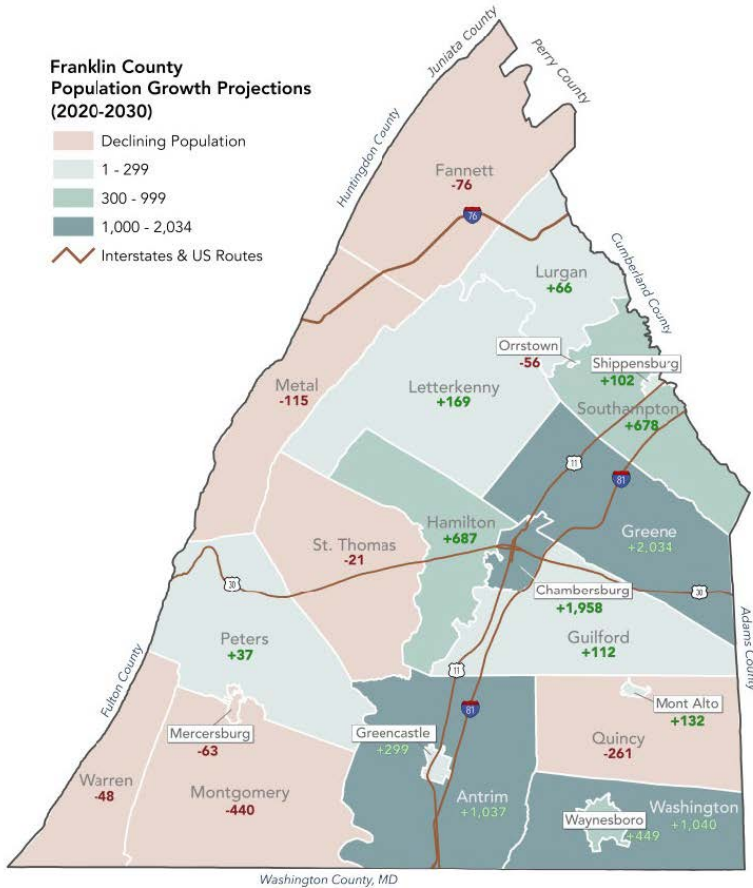 Franklin County
Population Growth Projections
(2020-2030)
Declining Population
1 - 299
300 - 999
1,000 - 2,034
Interstates & US Routes
Juniata County
Perry County
Huntingdon County
Fannett
-76
76
Cumberland County
Lurgan
+66
Orrstown
-56
Shippensburg
+102
Metal
-115
Letterkenny
+169
Southampton
+678
11
81
Hamilton
+687
Greene
+2,034
St. Thomas
-21
30
Chambersburg
+1,958
30
Adams County
Peters
+37
Guilford
+112
11
Fulton County
Mont Alto
+132
81
Mercersburg
-63
Greencastle
+299
Quincy
-261
Warren
-48
Montgomery
-440
Antrim
+1,037
Washington
+1,040
Waynesboro
+449
Washington County, MD